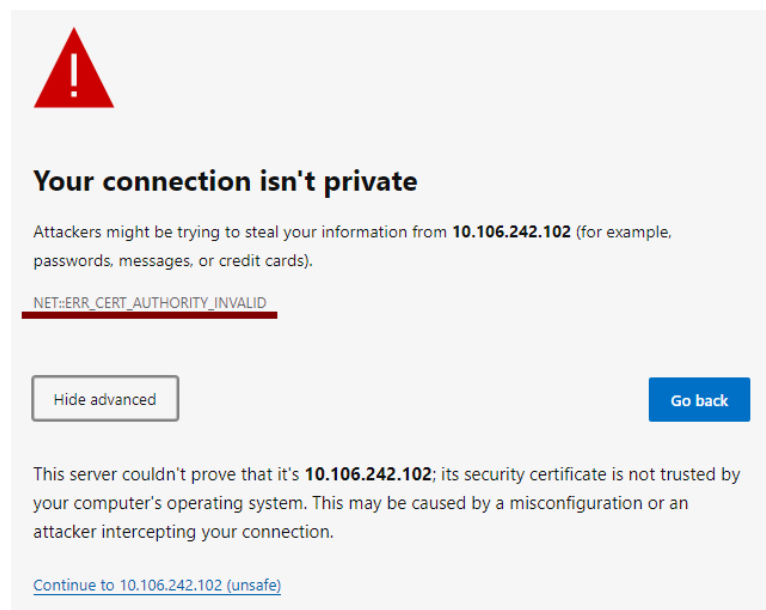 Your connection isn't private
Attackers might be trying to steal your information from 10.106.242.102 (for example,
passwords, messages, or credit cards).
NET::ERR_CERT_AUTHORITY_INVALID
Hide advanced
Go back
This server couldn't prove that it's 10.106.242.102; its security certificate is not trusted by
your computer's operating system. This may be caused by a misconfiguration or an
attacker intercepting your connection.
Continue to 10.106.242.102 (unsafe)